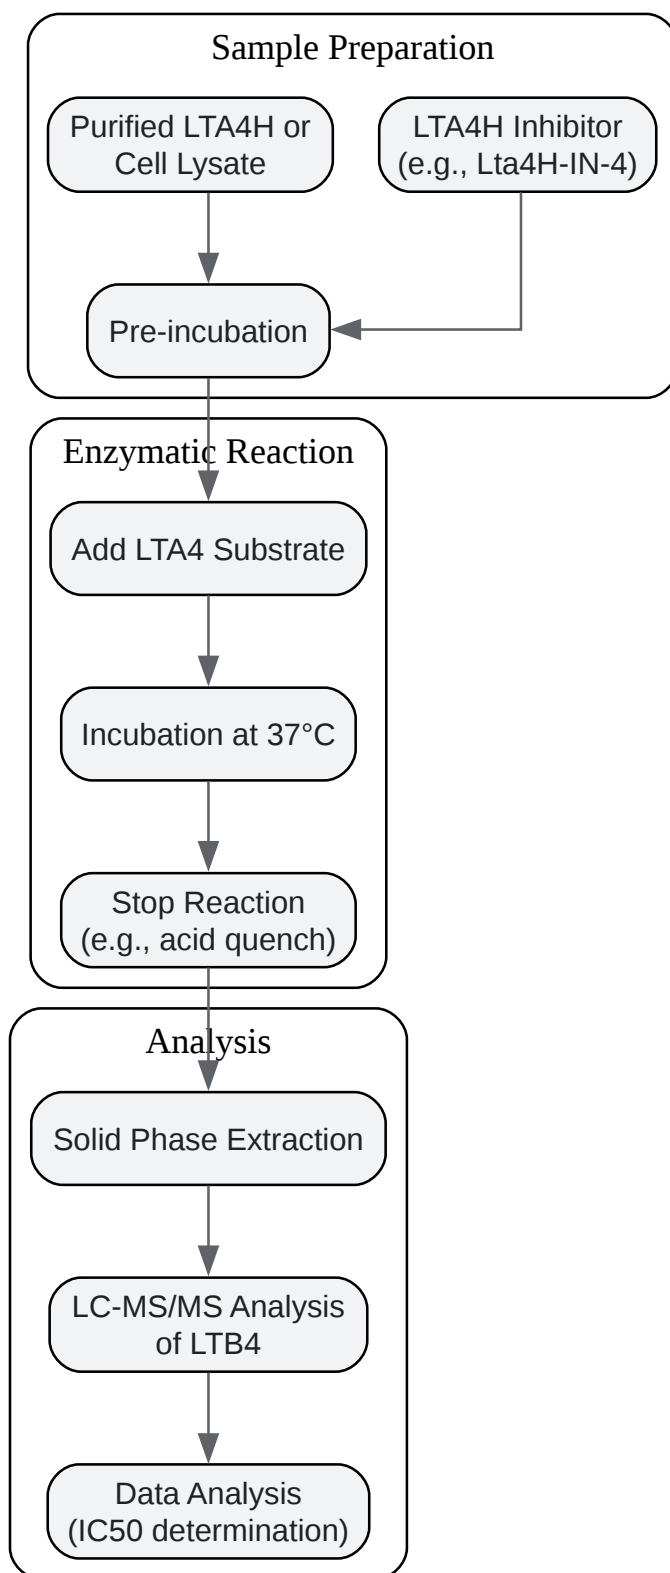 Sample Preparation
Purified LTA4H or
Cell Lysate
LTA4H Inhibitor
(e.g., Lta4H-IN-4)
Pre-incubation
Enzymatic Reaction
Add LTA4 Substrate
Incubation at 37°C
Stop Reaction
(e.g., acid quench)
Analysis
Solid Phase Extraction
LC-MS/MS Analysis
of LTB4
Data Analysis
(IC50 determination)